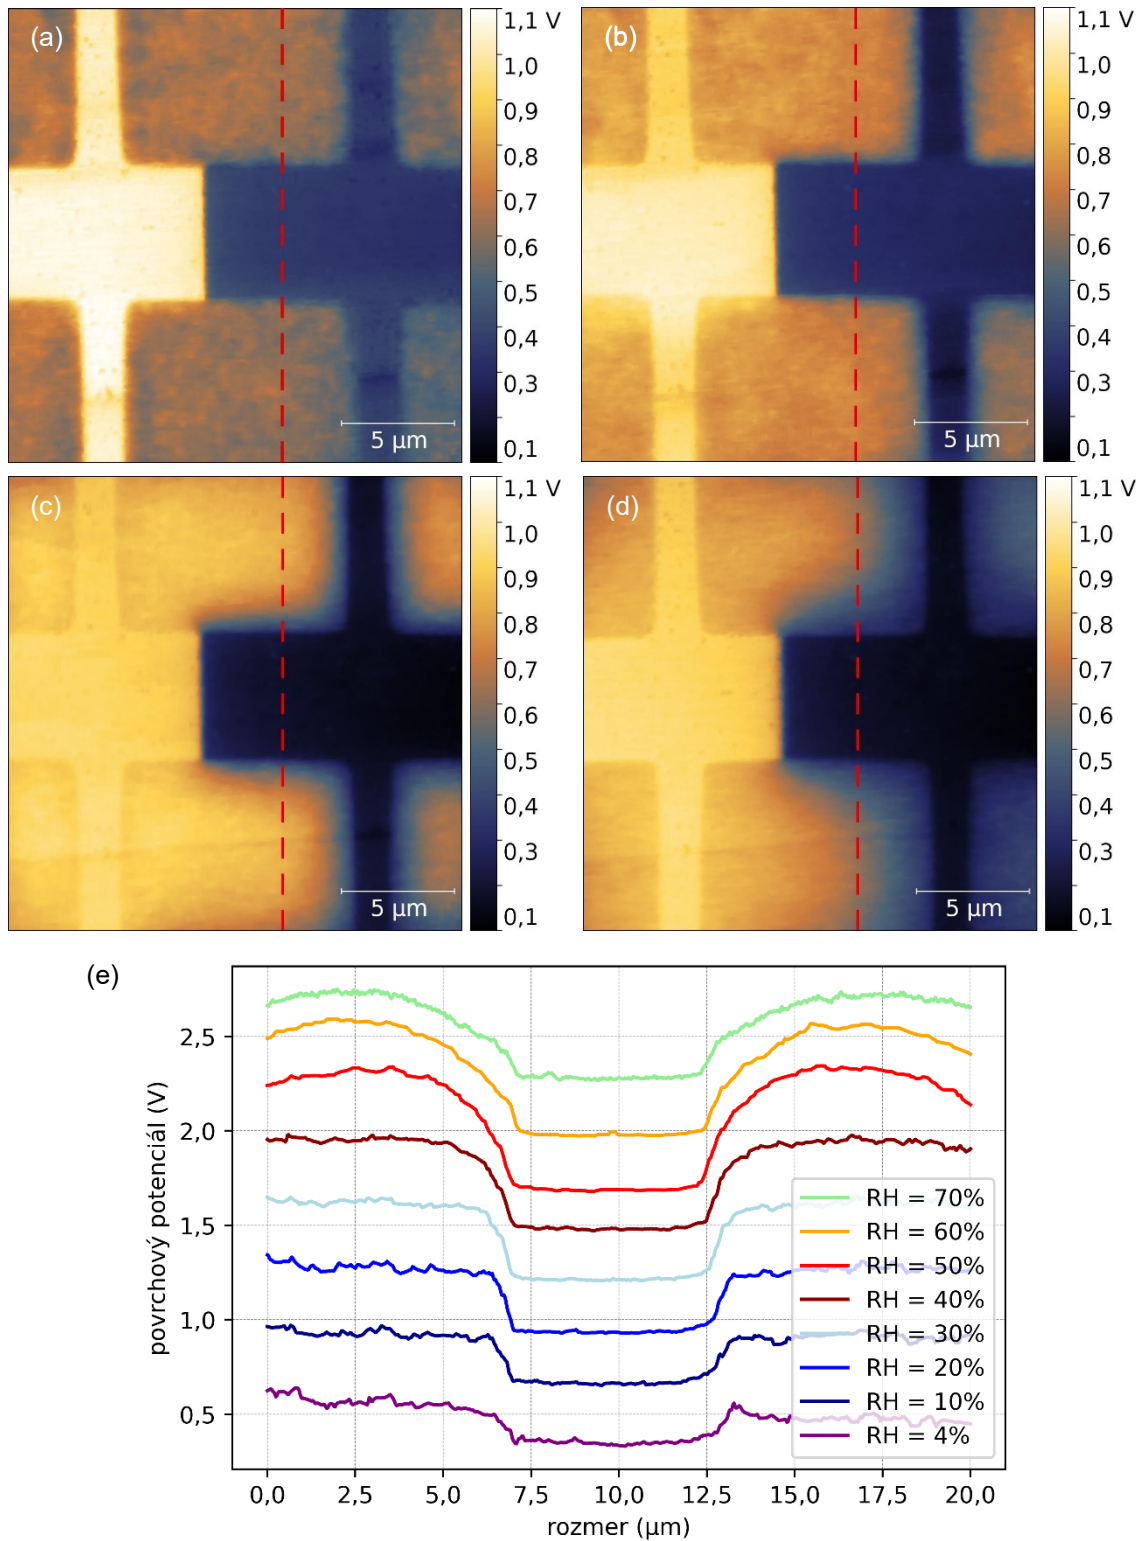 (a)
1,1 V
1,0
0,9
0,8
0,7
0,6
0,5
0,4
0,3
0,1
5 µm
(b)
1,1 V
1,0
0,9
0,8
0,7
0,6
0,5
0,4
0,3
0,1
5 µm
(c)
1,1 V
1,0
0,9
0,8
0,7
0,6
0,5
0,4
0,3
0,1
5 µm
(d)
1,1 V
1,0
0,9
0,8
0,7
0,6
0,5
0,4
0,3
0,1
5 µm
(e)
povrchový potenciál (V)
2,5
2,0
1,5
1,0
0,5
RH = 70%
RH = 60%
RH = 50%
RH = 40%
RH = 30%
RH = 20%
RH = 10%
RH = 4%
0,0 2,5 5,0 7,5 10,0 12,5 15,0 17,5 20,0
rozmer (µm)